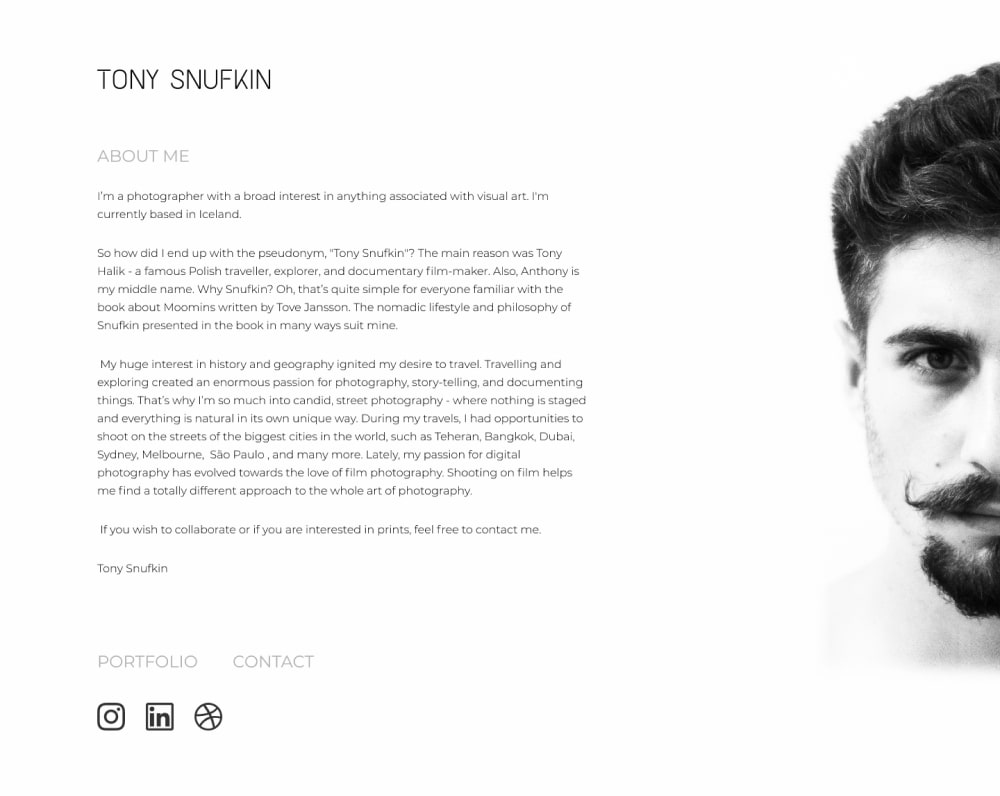 TONY SNUFKIN
ABOUT ME
I’m a photographer with a broad interest in anything associated with visual art. I'm
currently based in Iceland.
So how did I end up with the pseudonym, "Tony Snufkin"? The main reason was Tony
Halik - a famous Polish traveller, explorer, and documentary film-maker. Also, Anthony is
my middle name. Why Snufkin? Oh, that’s quite simple for everyone familiar with the
book about Moomins written by Tove Jansson. The nomadic lifestyle and philosophy of
Snufkin presented in the book in many ways suit mine.
My huge interest in history and geography ignited my desire to travel. Travelling and
exploring created an enormous passion for photography, story-telling, and documenting
things. That’s why I’m so much into candid, street photography - where nothing is staged
and everything is natural in its own unique way. During my travels, I had opportunities to
shoot on the streets of the biggest cities in the world, such as Teheran, Bangkok, Dubai,
Sydney, Melbourne,  São Paulo , and many more. Lately, my passion for digital
photography has evolved towards the love of film photography. Shooting on film helps
me find a totally different approach to the whole art of photography.
If you wish to collaborate or if you are interested in prints, feel free to contact me.
Tony Snufkin
PORTFOLIO CONTACT
in